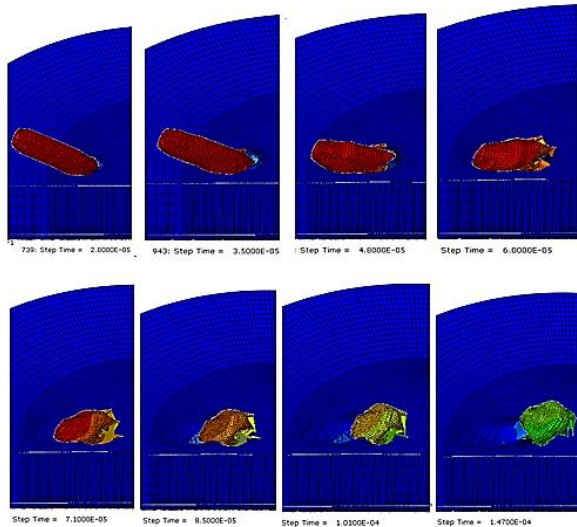 739: Step Time = 2.0000E-05
943: Step Time = 3.5000E-05
: Step Time = 4.8000E-05
Step Time = 6.0000E-05
Step Time = 7.1000E-05
Step Time = 8.5000E-05
Step Time = 1.0100E-04
Step Time = 1.4700E-04